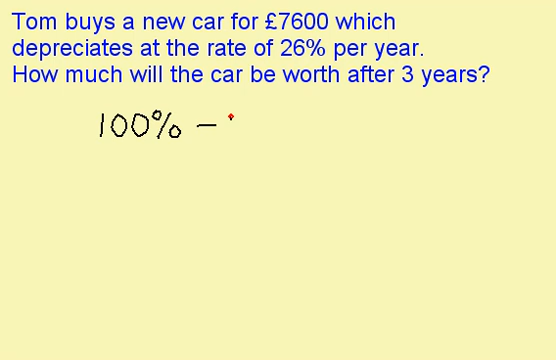 Tom buys a new car for £7600 which
depreciates at the rate of 26% per year.
How much will the car be worth after 3 years?
100% –